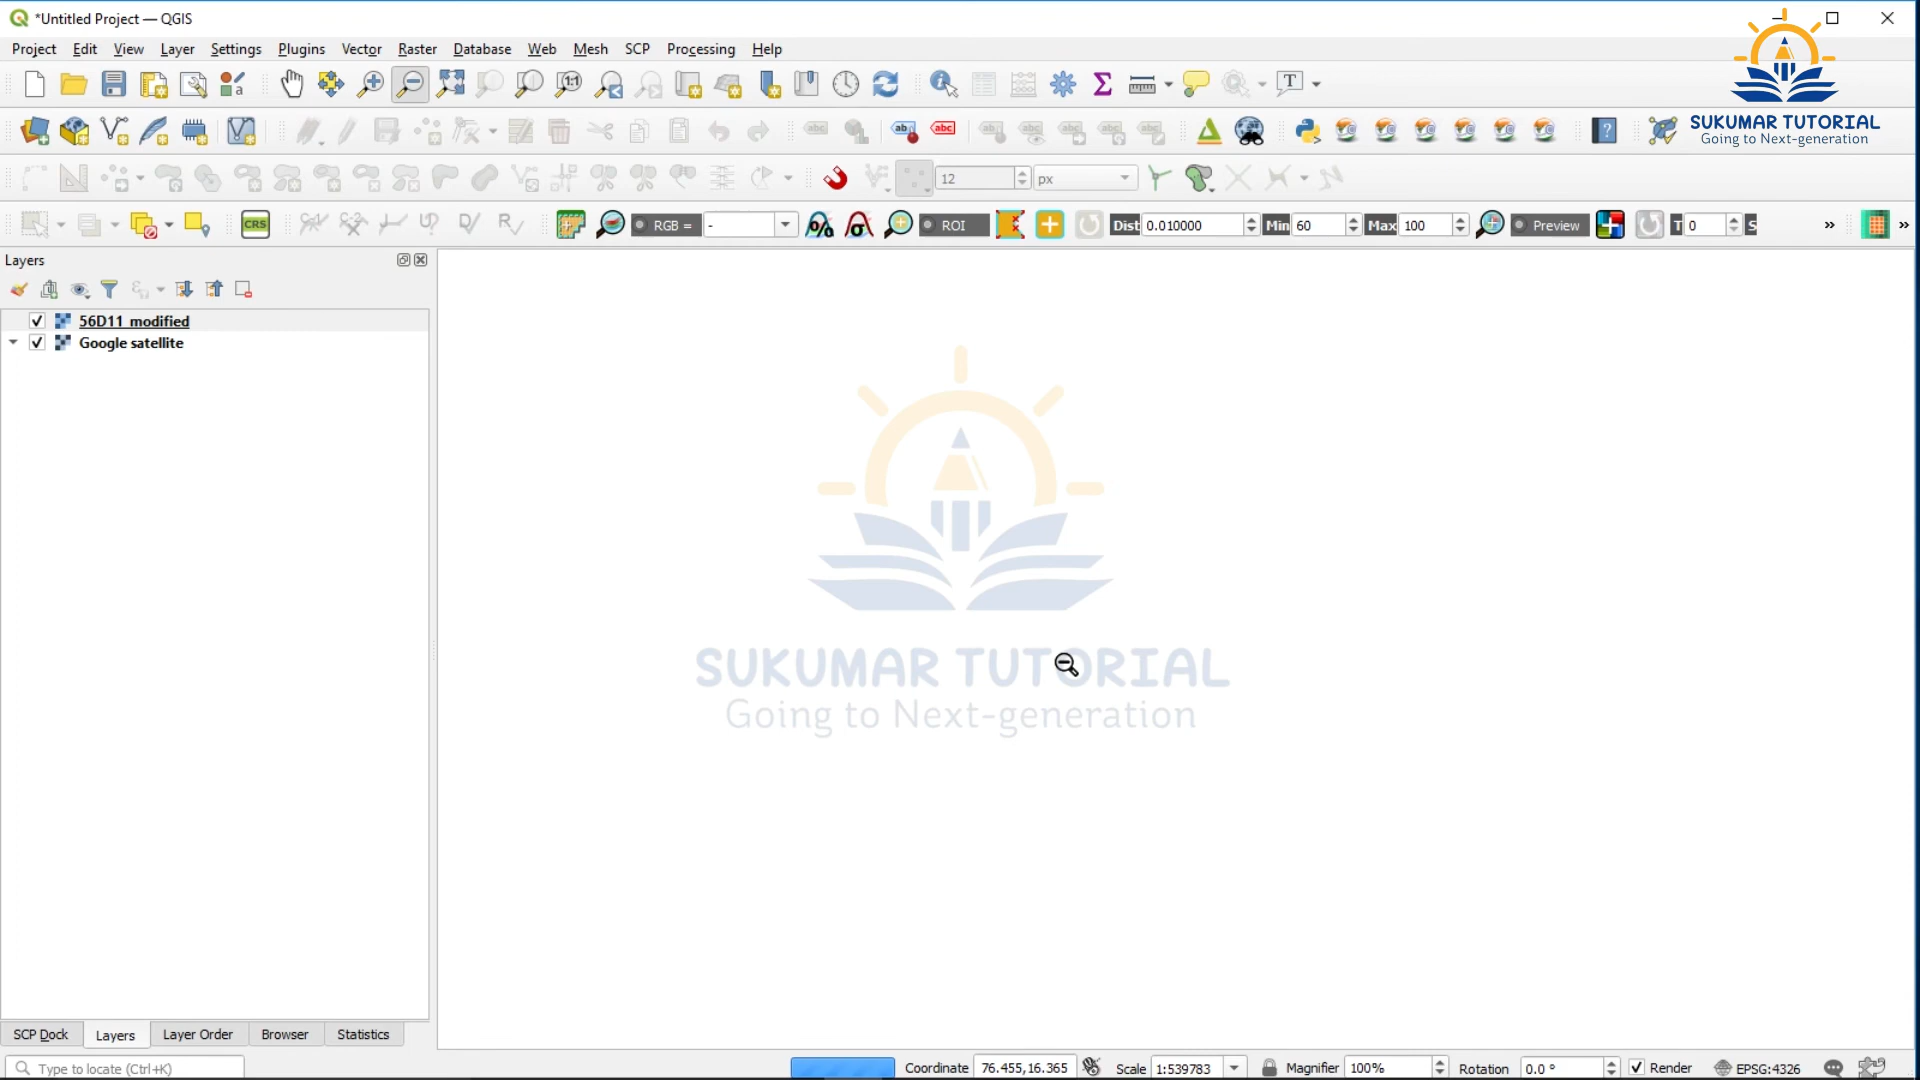 *Untitled Project — QGIS
Project Edit View Layer Settings Plugins Vector Raster Database Web Mesh SCP Processing Help
SUKUMAR TUTORIAL
Going to Next-generation
12 px
CRS RGB = - ROI Dist 0.010000 Min 60 Max 100 Preview T 0 S » »
Layers
56D11_modified
Google satellite
SUKUMAR TUTORIAL
Going to Next-generation
SCP Dock Layers Layer Order Browser Statistics
Type to locate (Ctrl+K) Coordinate 76.455,16.365 Scale 1:539783 Magnifier 100% Rotation 0.0 ° Render EPSG:4326